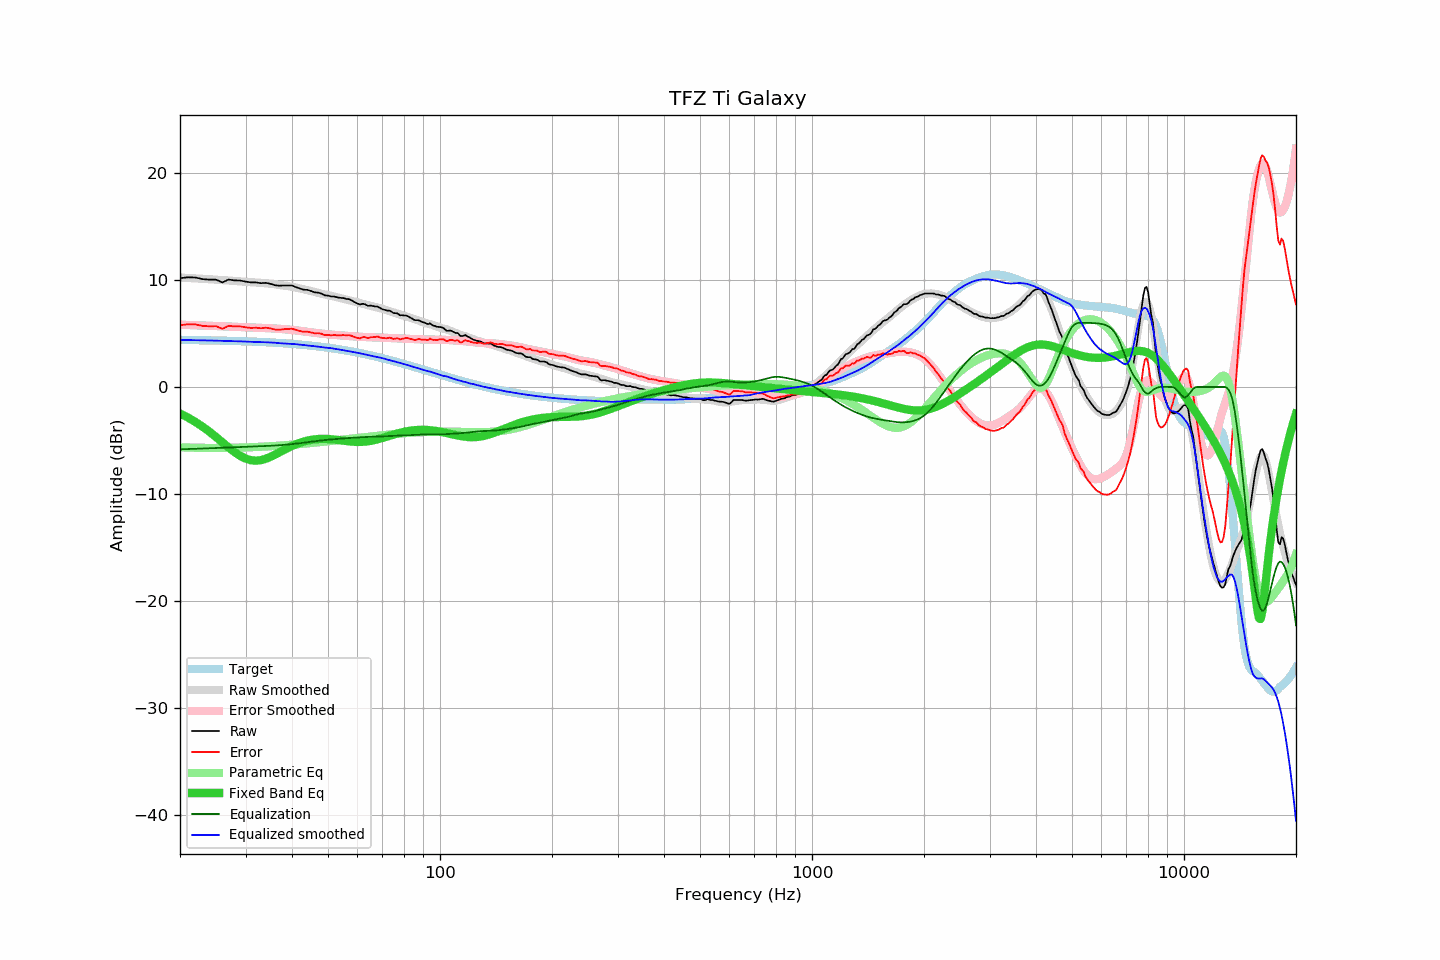 TFZ Ti Galaxy
Amplitude (dBr)
20
10
0
−10
−20
−30
−40
Target
Raw Smoothed
Error Smoothed
Raw
Error
Parametric Eq
Fixed Band Eq
Equalization
Equalized smoothed
100
1000
10000
Frequency (Hz)